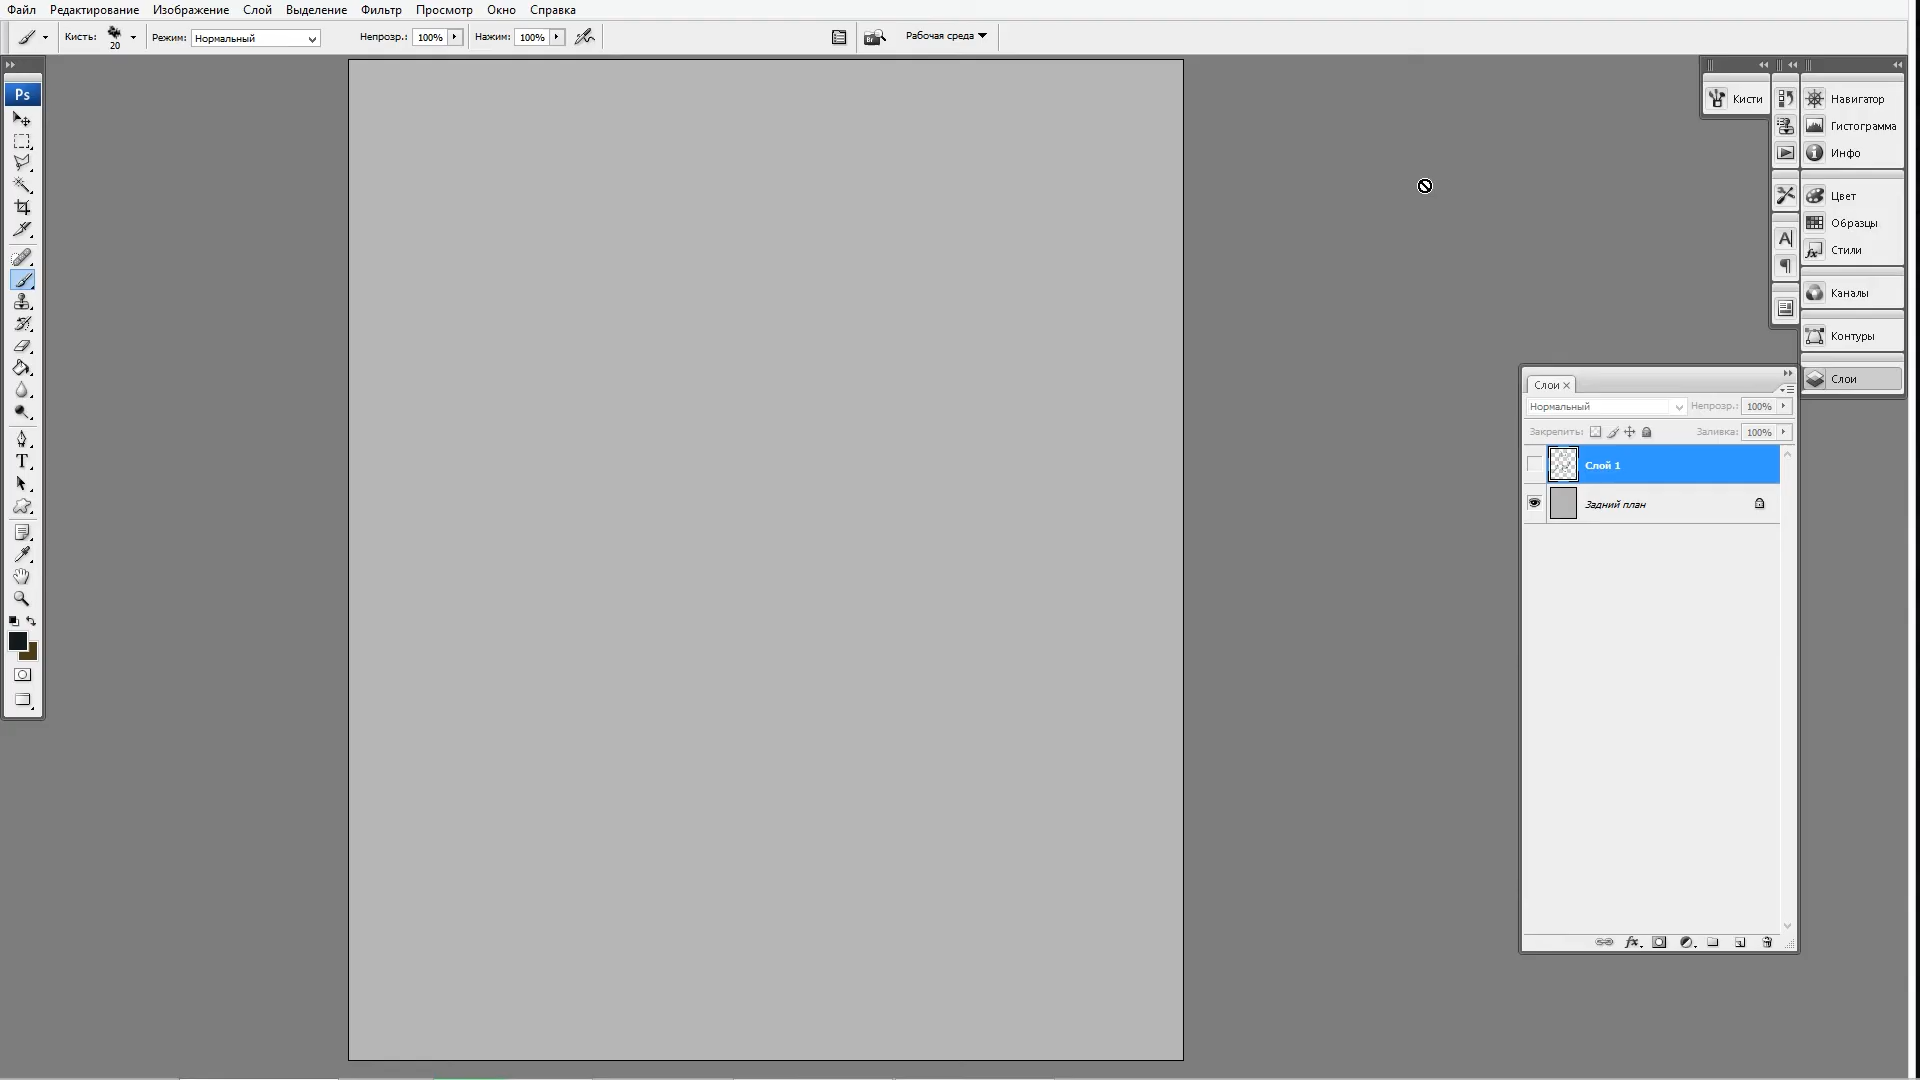 Файл Редактирование Изображение Слой Выделение Фильтр Просмотр Окно Справка
Кисть: 20 Режим: Нормальный Непрозр.: 100% Нажим: 100% Br Рабочая среда
Ps
T
Кисти
A
Навигатор
Гистограмма
Инфо
Цвет
Образцы
Стили
Каналы
Контуры
Слои
Слои
Нормальный Непрозр.: 100%
Закрепить: Заливка: 100%
Слой 1
Задний план
fx